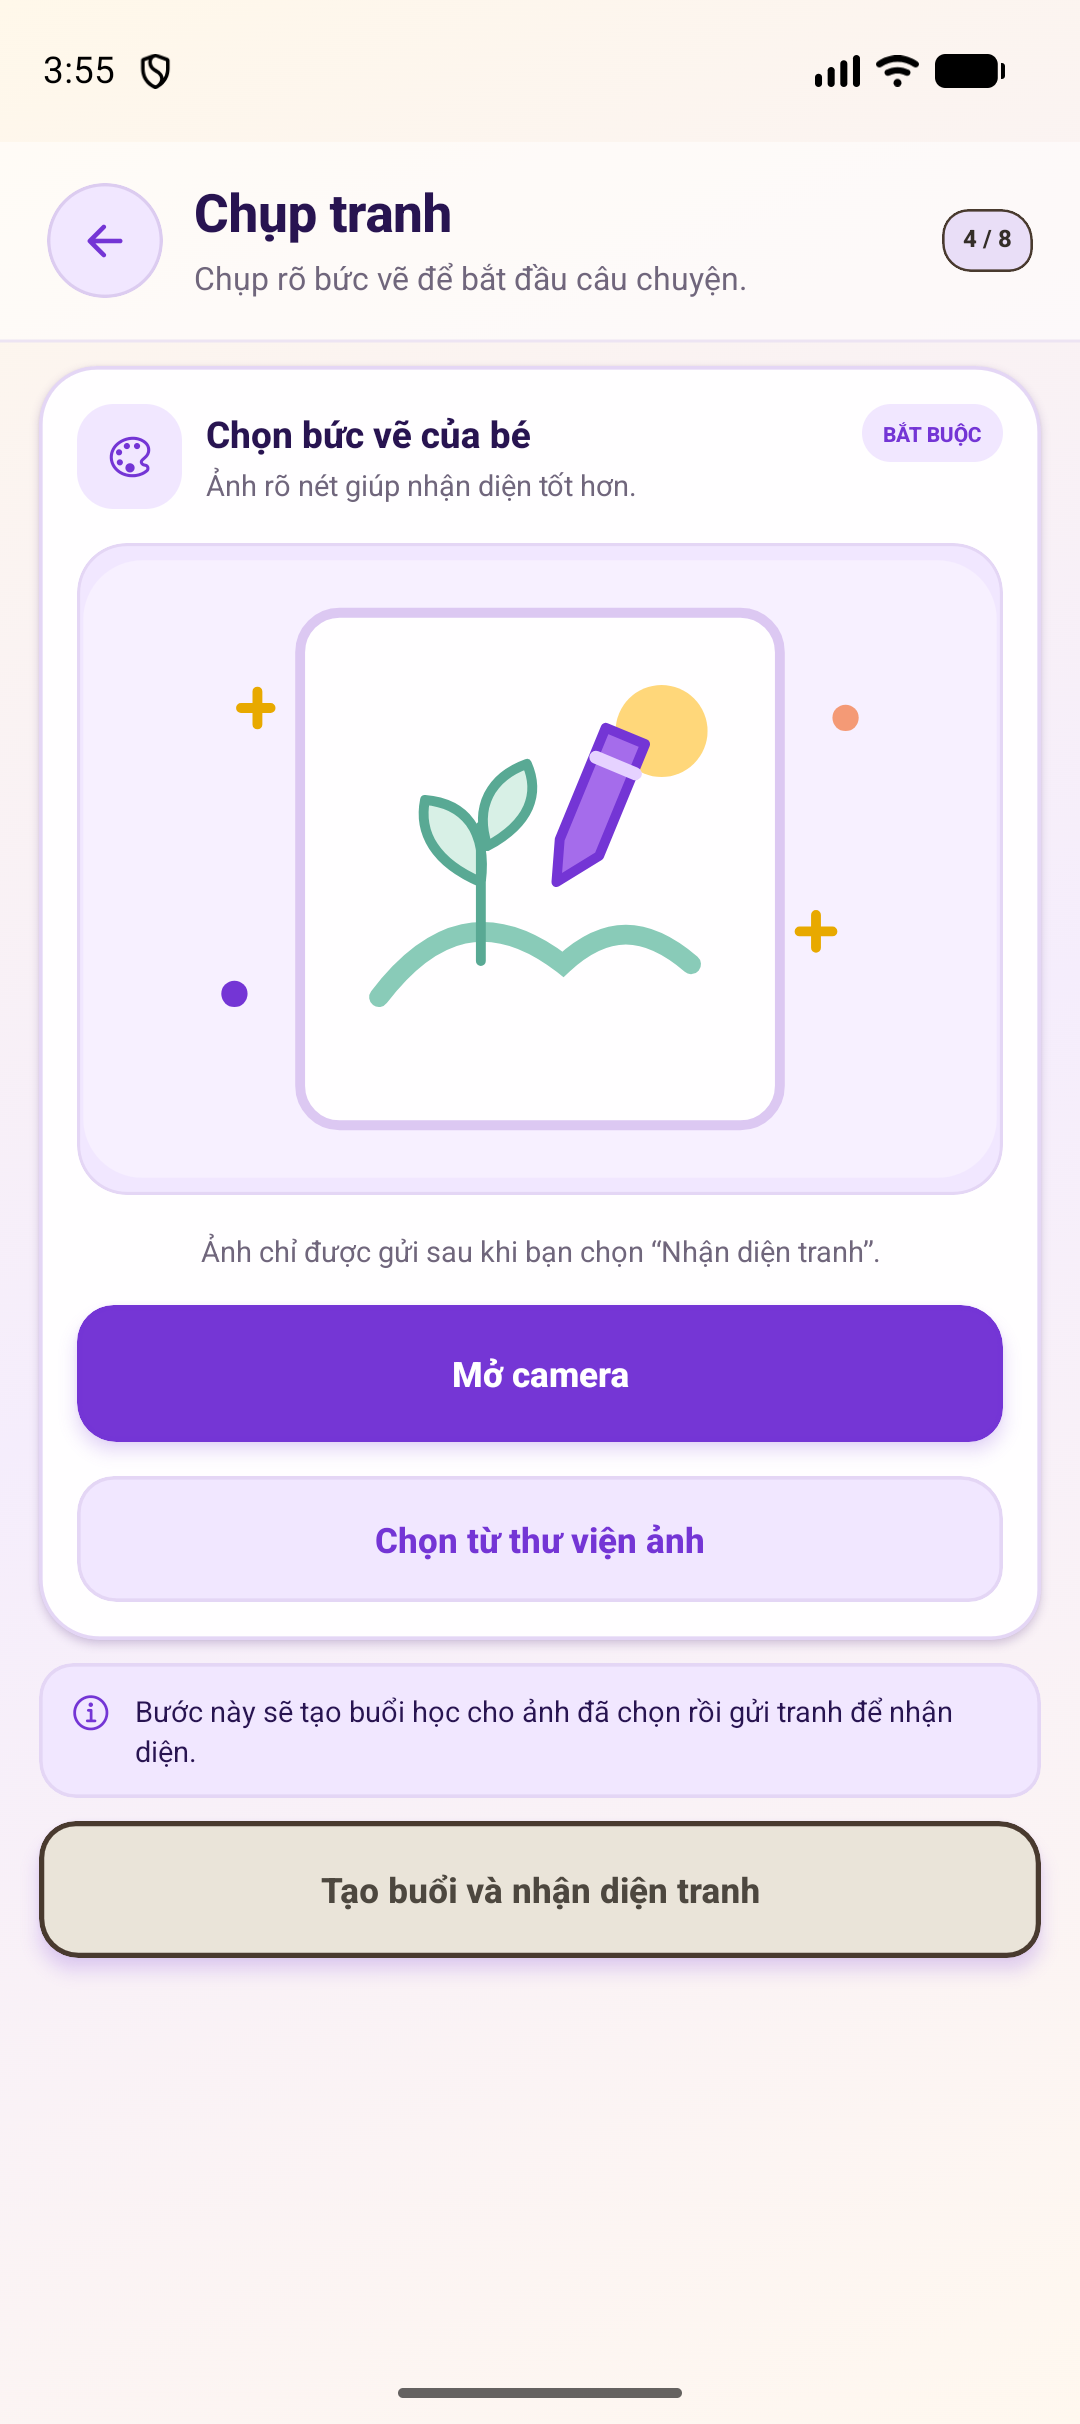 3:55
Chụp tranh
Chụp rõ bức vẽ để bắt đầu câu chuyện.
4 / 8
Chọn bức vẽ của bé
Ảnh rõ nét giúp nhận diện tốt hơn.
BẮT BUỘC
Ảnh chỉ được gửi sau khi bạn chọn “Nhận diện tranh”.
Mở camera
Chọn từ thư viện ảnh
Bước này sẽ tạo buổi học cho ảnh đã chọn rồi gửi tranh để nhận
diện.
Tạo buổi và nhận diện tranh